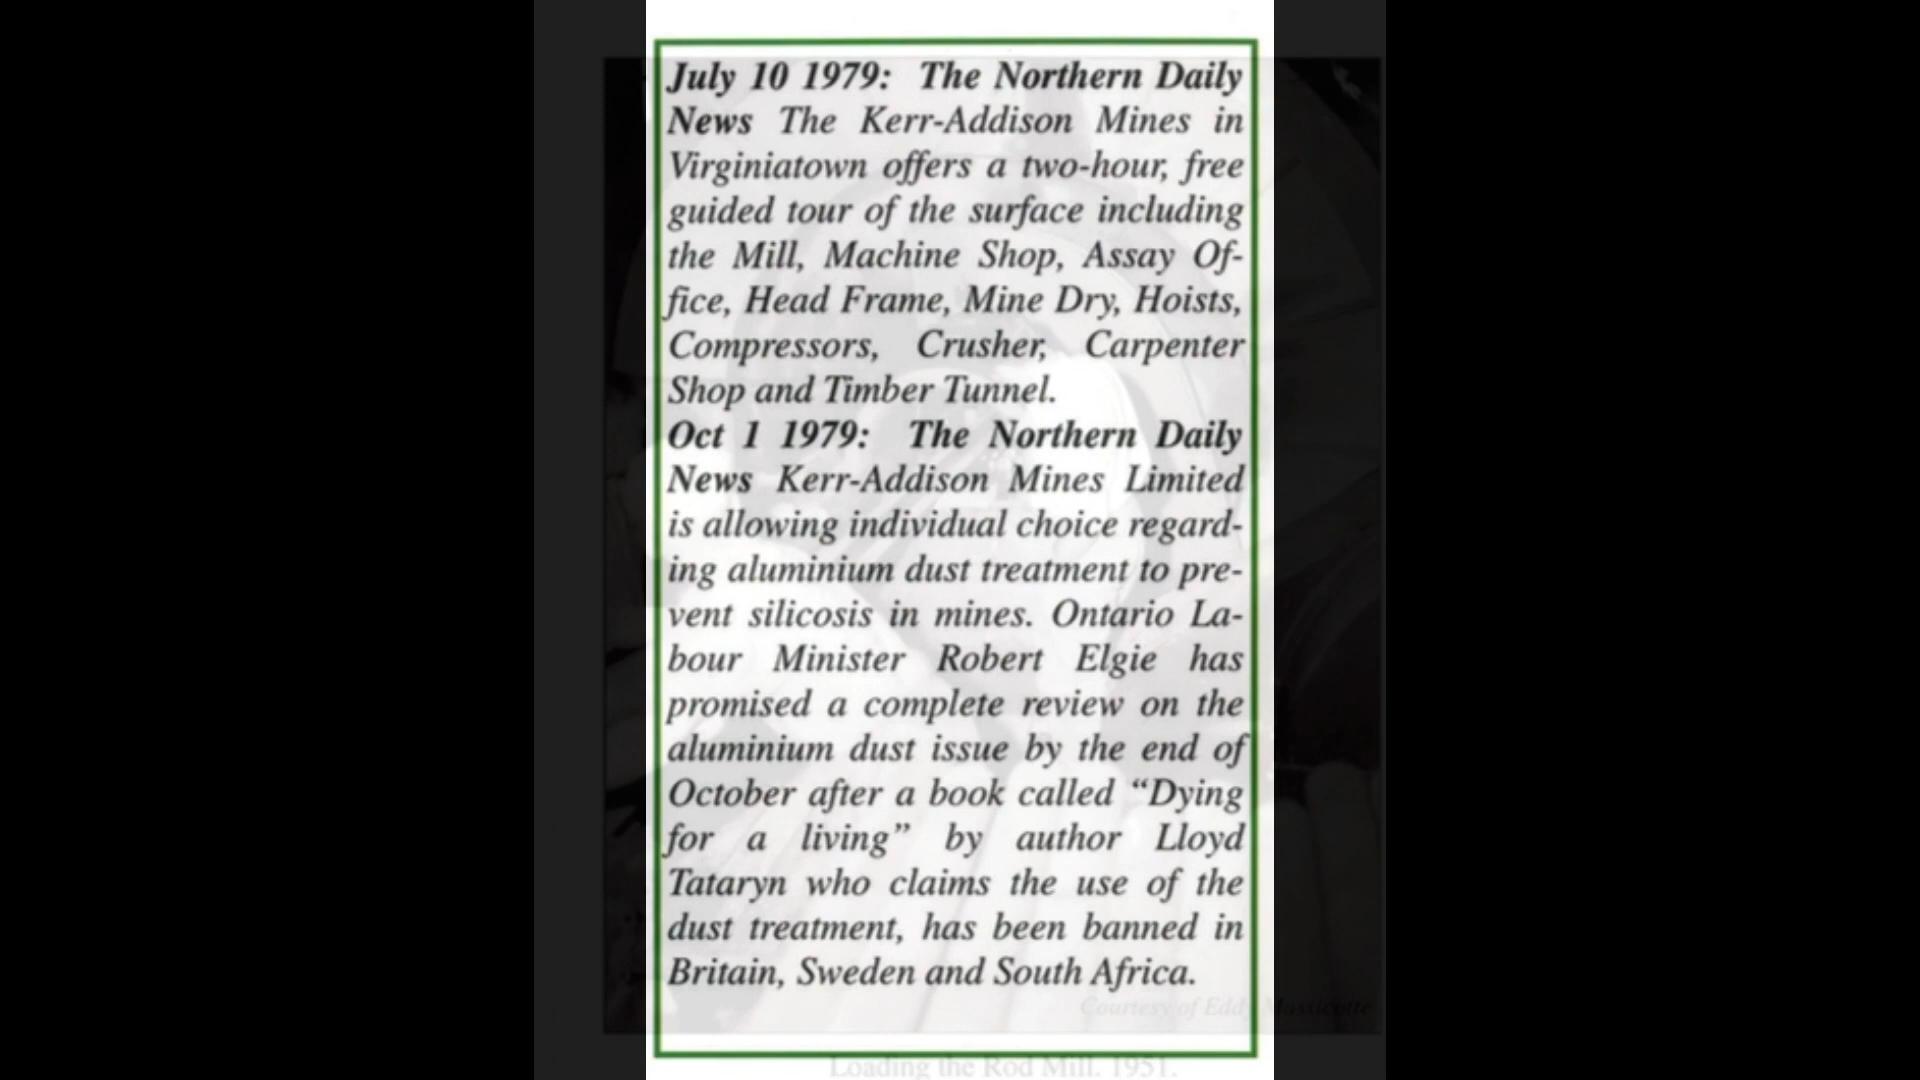 July 10 1979: The Northern Daily
News The Kerr-Addison Mines in
Virginiatown offers a two-hour, free
guided tour of the surface including
the Mill, Machine Shop, Assay Of-
fice, Head Frame, Mine Dry, Hoists,
Compressors, Crusher, Carpenter
Shop and Timber Tunnel.
Oct 1 1979: The Northern Daily
News Kerr-Addison Mines Limited
is allowing individual choice regard-
ing aluminium dust treatment to pre-
vent silicosis in mines. Ontario La-
bour Minister Robert Elgie has
promised a complete review on the
aluminium dust issue by the end of
October after a book called “Dying
for a living” by author Lloyd
Tataryn who claims the use of the
dust treatment, has been banned in
Britain, Sweden and South Africa.
Courtesy of Eddy Massicotte
Loading the Rod Mill. 1951.